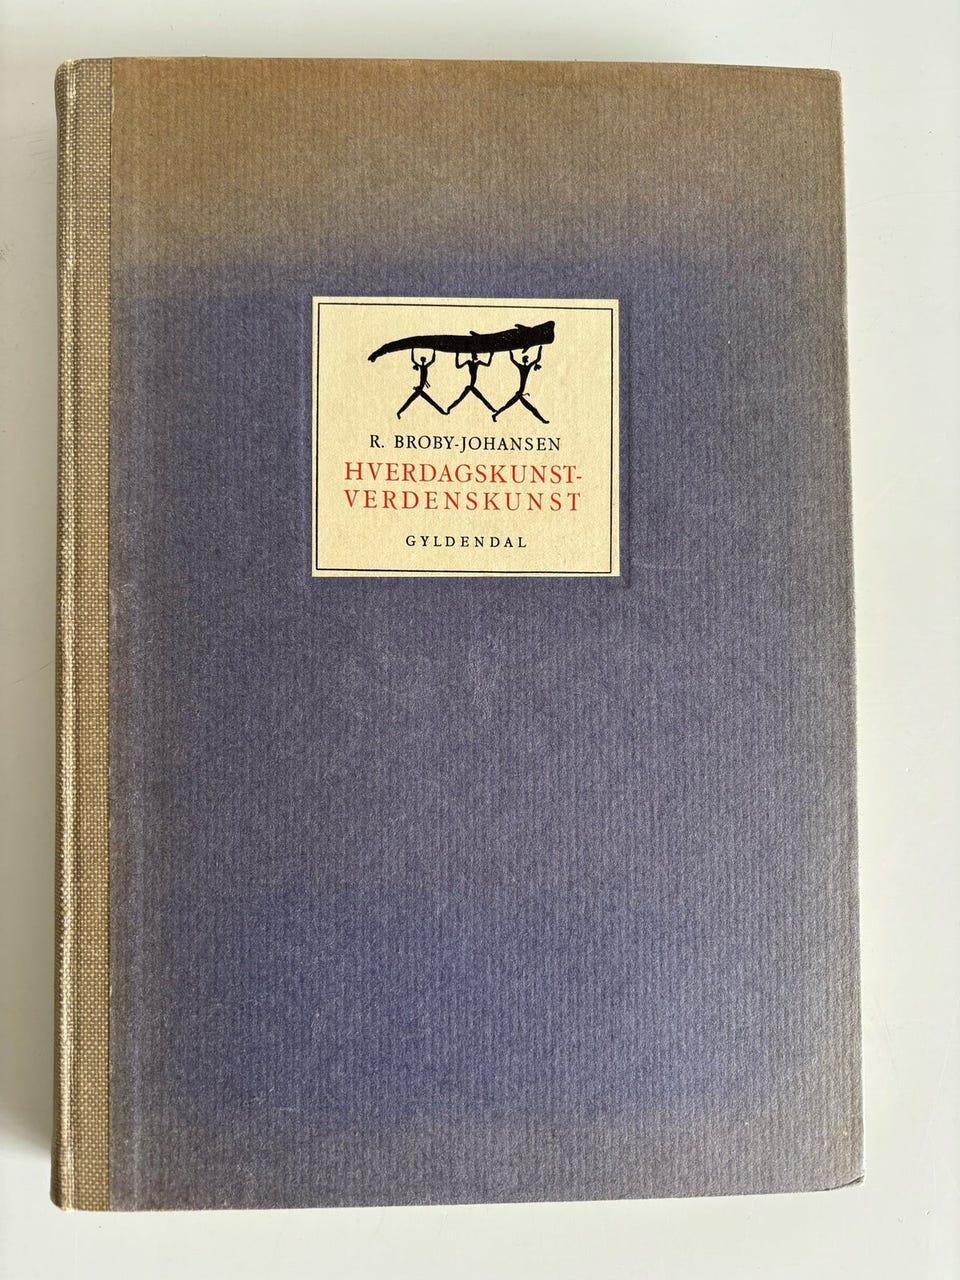 R. BROBY-JOHANSEN
HVERDAGSKUNST-
VERDENSKUNST
GYLDENDAL